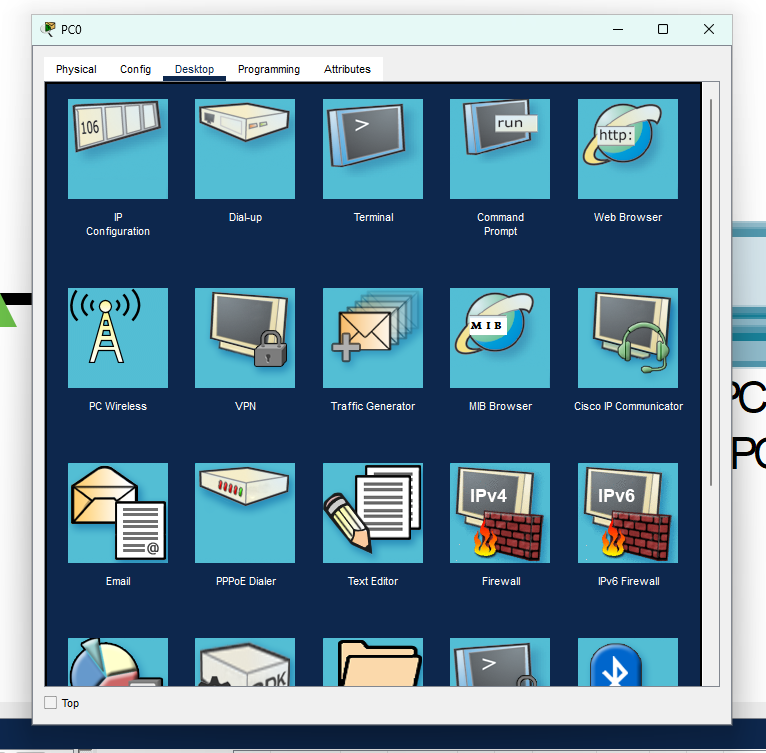 PC0
Physical Config Desktop Programming Attributes
106
>
run
http:
IP
Configuration
Dial-up
Terminal
Command
Prompt
Web Browser
MIB
PC Wireless
VPN
Traffic Generator
MIB Browser
Cisco IP Communicator
@
IPv4
IPv6
Email
PPPoE Dialer
Text Editor
Firewall
IPv6 Firewall
>
PC
PC
Top